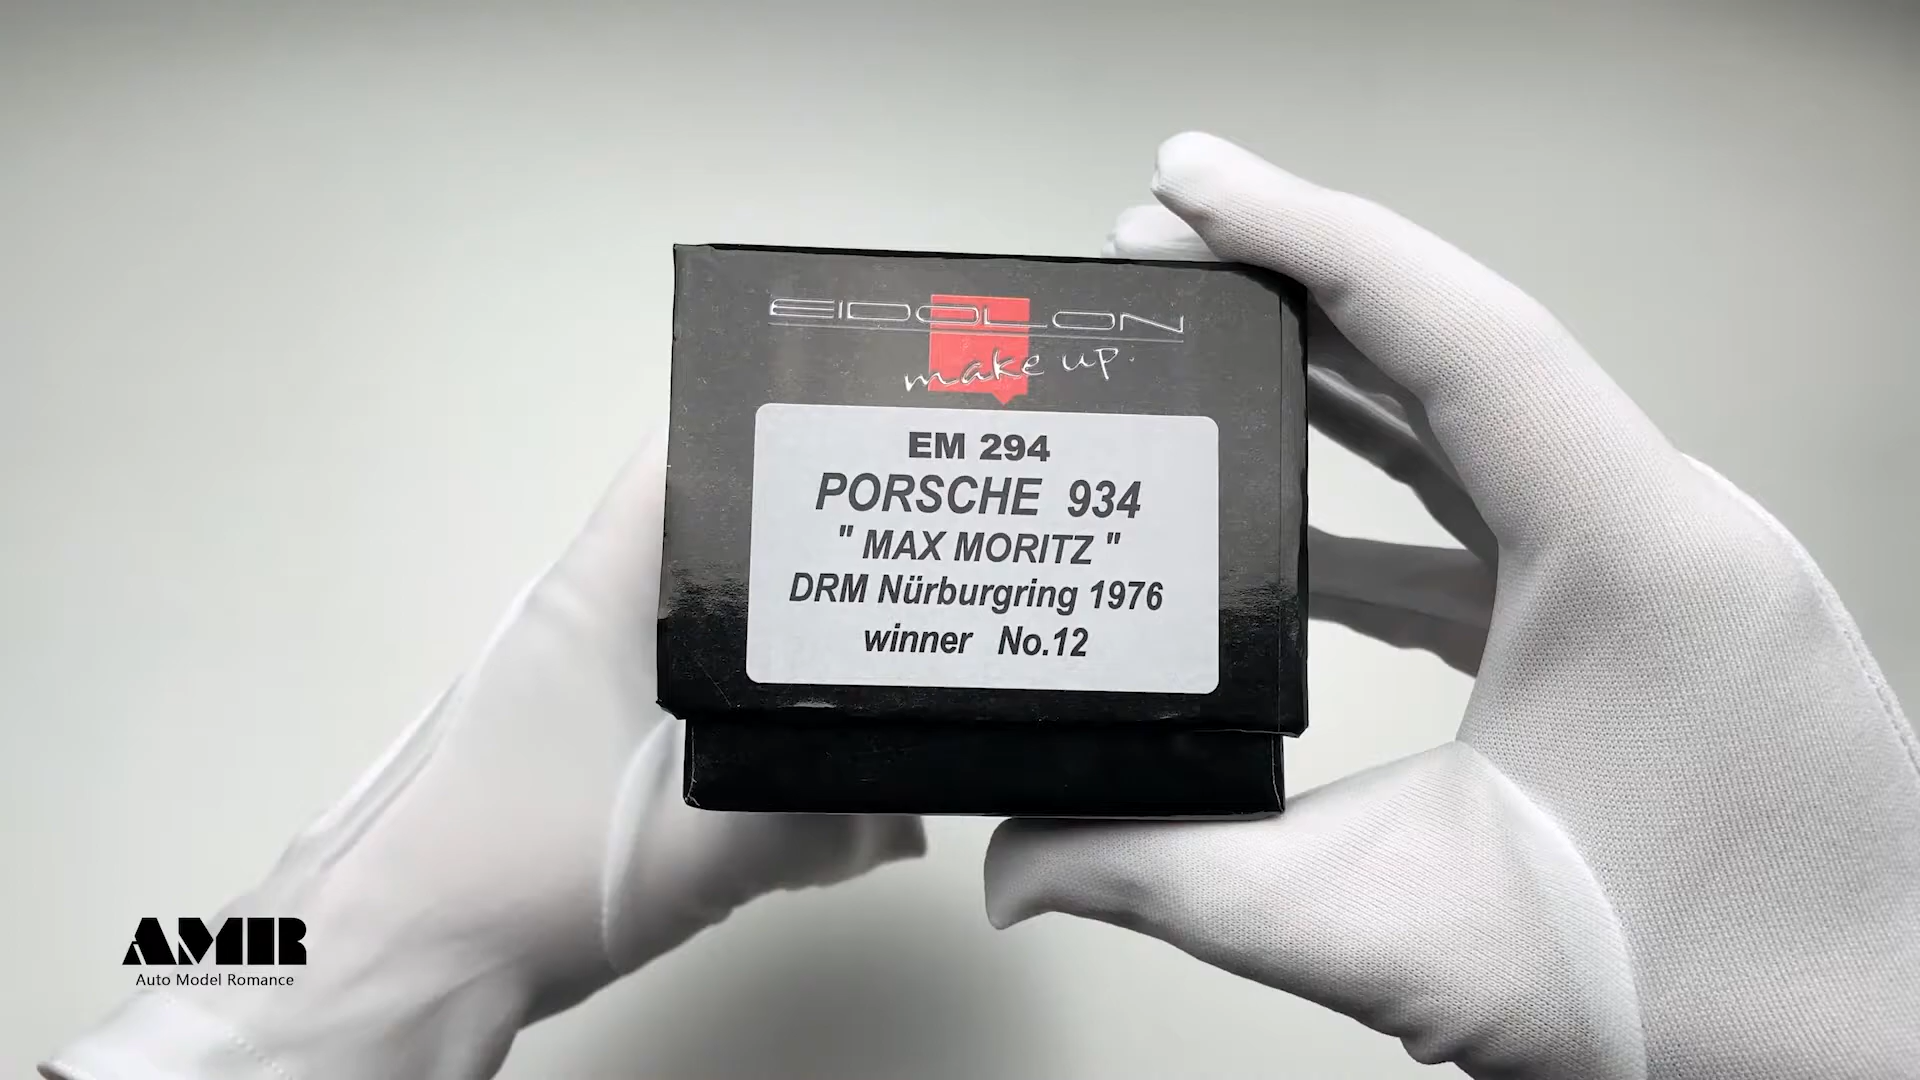 EIDOLON
make up.
EM 294
PORSCHE 934
" MAX MORITZ "
DRM Nürburgring 1976
winner No.12
AMR
Auto Model Romance